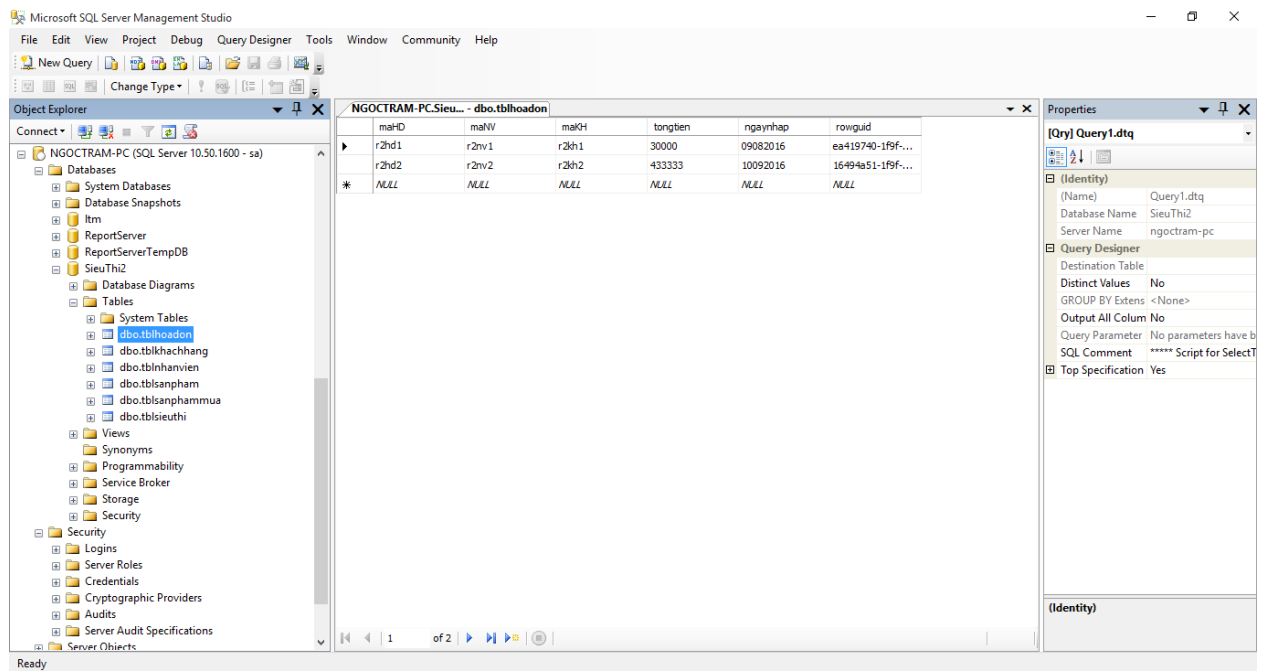 Microsoft SQL Server Management Studio
File Edit View Project Debug Query Designer Tools Window Community Help
New Query
Change Type
Object Explorer
Connect
NGOCTRAM-PC (SQL Server 10.50.1600 - sa)
Databases
System Databases
Database Snapshots
ltm
ReportServer
ReportServerTempDB
SieuThi2
Database Diagrams
Tables
System Tables
dbo.tblhoadon
dbo.tblkhachhang
dbo.tblnhanvien
dbo.tblsanpham
dbo.tblsanphammua
dbo.tblsieuthi
Views
Synonyms
Programmability
Service Broker
Storage
Security
Security
Logins
Server Roles
Credentials
Cryptographic Providers
Audits
Server Audit Specifications
Server Objects
NGOCTRAM-PC.Sieu... - dbo.tblhoadon
maHD maNV maKH tongtien ngaynhap rowguid
r2hd1 r2nv1 r2kh1 30000 09082016 ea419740-1f9f-...
r2hd2 r2nv2 r2kh2 433333 10092016 16494a51-1f9f-...
NULL NULL NULL NULL NULL NULL
1 of 2
Properties
[Qry] Query1.dtq
(Identity)
(Name) Query1.dtq
Database Name SieuThi2
Server Name ngoctram-pc
Query Designer
Destination Table
Distinct Values No
GROUP BY Extens <None>
Output All Colum No
Query Parameter No parameters have b
SQL Comment ***** Script for SelectT
Top Specification Yes
(Identity)
Ready